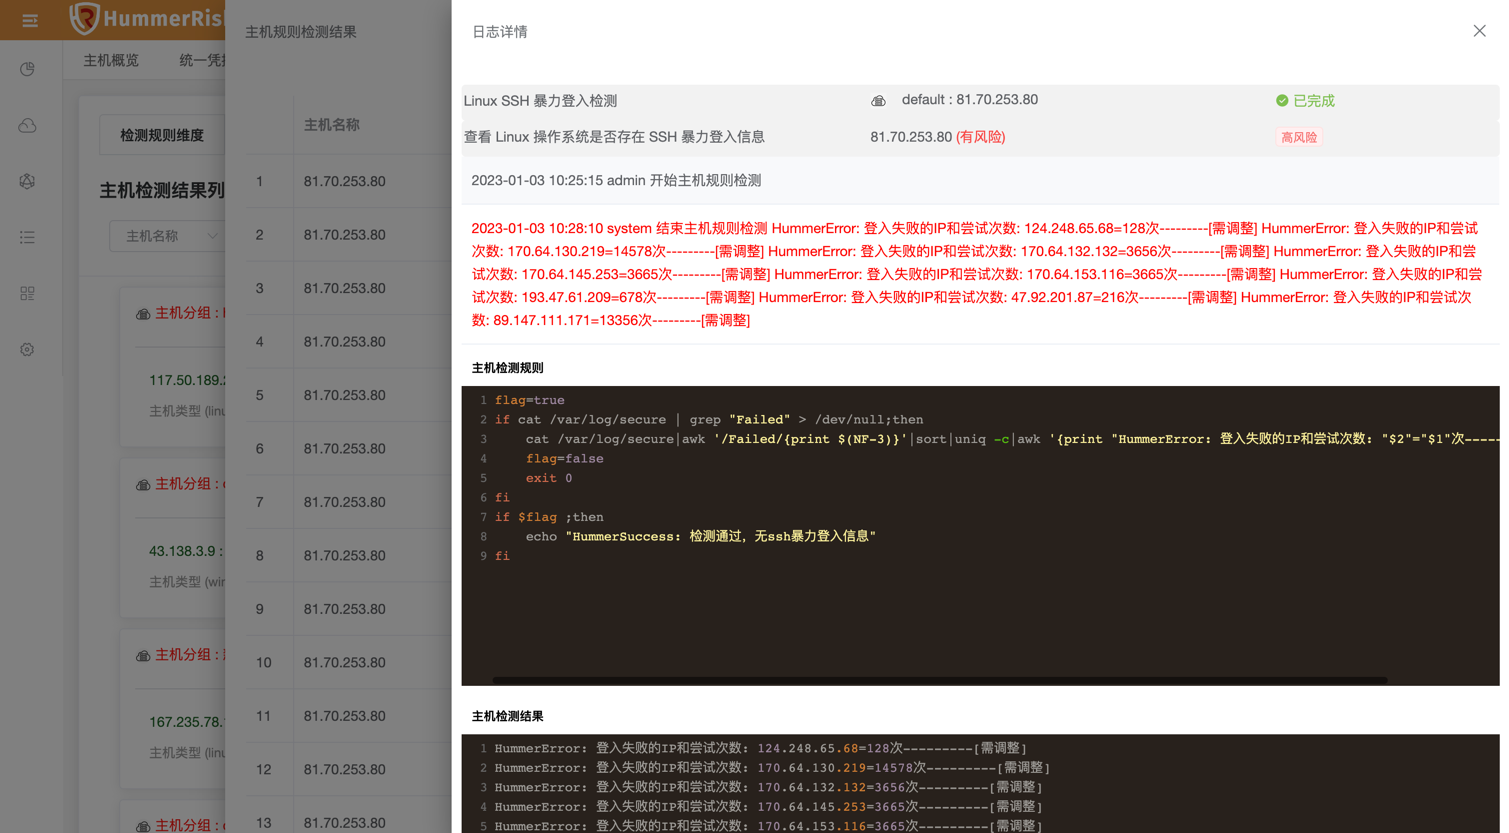 HummerRis
主机规则检测结果
日志详情
主机概览
统一凭
Linux SSH 暴力登入检测
default : 81.70.253.80
已完成
查看 Linux 操作系统是否存在 SSH 暴力登入信息
81.70.253.80 (有风险)
高风险
检测规则维度
主机名称
2023-01-03 10:25:15 admin 开始主机规则检测
主机检测结果列
主机名称
1 81.70.253.80
2 81.70.253.80
3 81.70.253.80
4 81.70.253.80
5 81.70.253.80
6 81.70.253.80
7 81.70.253.80
8 81.70.253.80
9 81.70.253.80
10 81.70.253.80
11 81.70.253.80
12 81.70.253.80
13 81.70.253.80
主机分组 :
117.50.189.
主机类型 (linu
主机分组 :
43.138.3.9 :
主机类型 (win
主机分组 :
167.235.78.
主机类型 (linu
主机分组 :
2023-01-03 10:28:10 system 结束主机规则检测 HummerError: 登入失败的IP和尝试次数: 124.248.65.68=128次---------[需调整] HummerError: 登入失败的IP和尝试
次数: 170.64.130.219=14578次---------[需调整] HummerError: 登入失败的IP和尝试次数: 170.64.132.132=3656次---------[需调整] HummerError: 登入失败的IP和尝
试次数: 170.64.145.253=3665次---------[需调整] HummerError: 登入失败的IP和尝试次数: 170.64.153.116=3665次---------[需调整] HummerError: 登入失败的IP和尝
试次数: 193.47.61.209=678次---------[需调整] HummerError: 登入失败的IP和尝试次数: 47.92.201.87=216次---------[需调整] HummerError: 登入失败的IP和尝试次
数: 89.147.111.171=13356次---------[需调整]
主机检测规则
1 flag=true
2 if cat /var/log/secure | grep "Failed" > /dev/null;then
3 cat /var/log/secure|awk '/Failed/{print $(NF-3)}'|sort|uniq -c|awk '{print "HummerError: 登入失败的IP和尝试次数: "$2"="$1"次-----
4 flag=false
5 exit 0
6 fi
7 if $flag ;then
8 echo "HummerSuccess: 检测通过，无ssh暴力登入信息"
9 fi
主机检测结果
1 HummerError: 登入失败的IP和尝试次数: 124.248.65.68=128次---------[需调整]
2 HummerError: 登入失败的IP和尝试次数: 170.64.130.219=14578次---------[需调整]
3 HummerError: 登入失败的IP和尝试次数: 170.64.132.132=3656次---------[需调整]
4 HummerError: 登入失败的IP和尝试次数: 170.64.145.253=3665次---------[需调整]
5 HummerError: 登入失败的IP和尝试次数: 170.64.153.116=3665次---------[需调整]